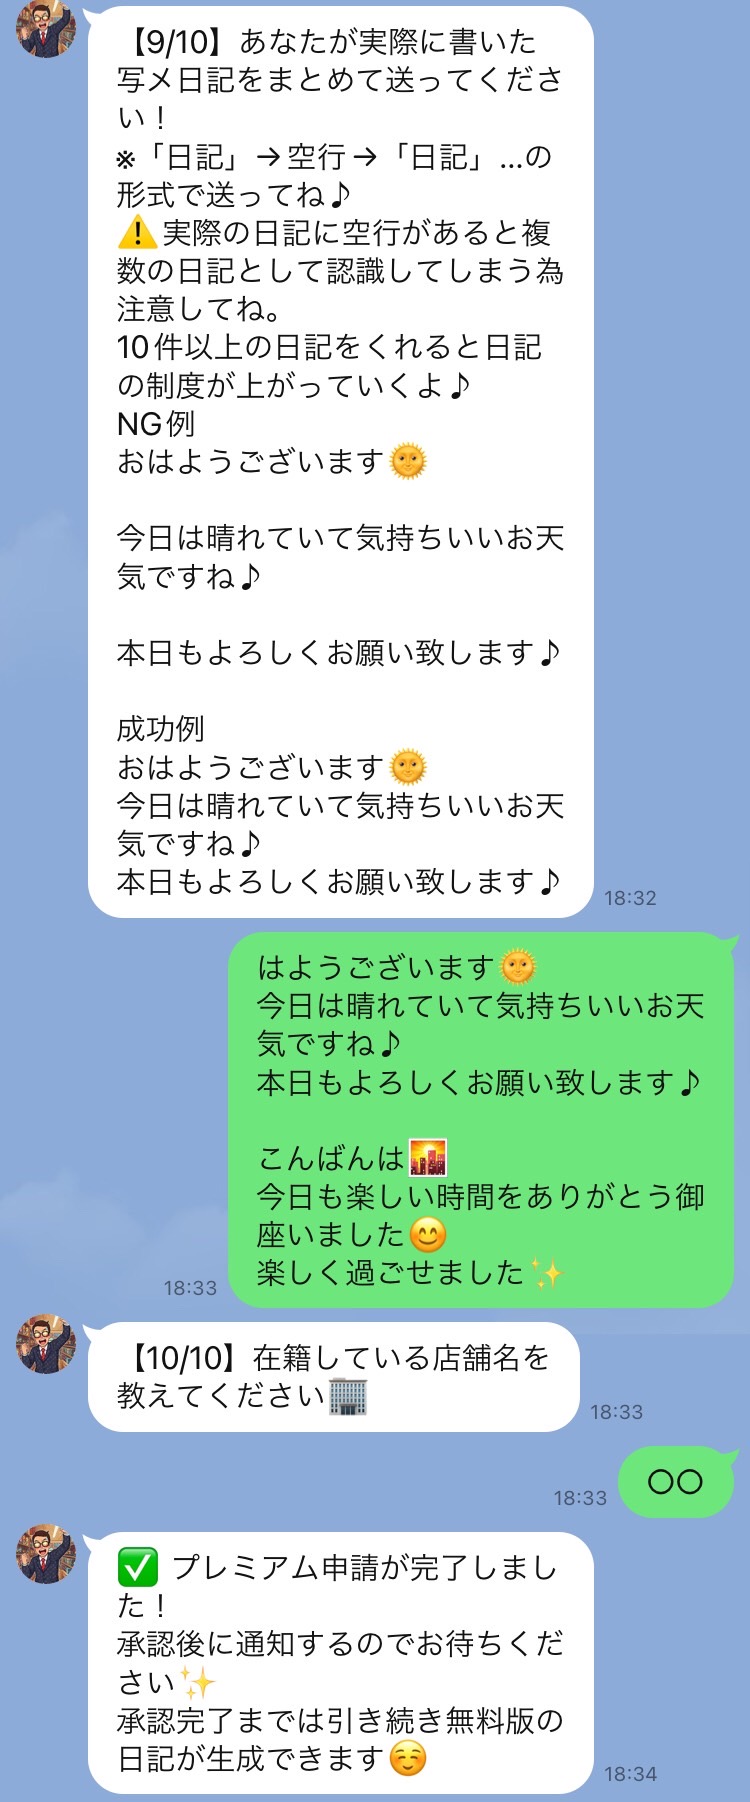 【9/10】あなたが実際に書いた
写メ日記をまとめて送ってくださ
い！
※「日記」→空行→「日記」…の
形式で送ってね♪
⚠️実際の日記に空行があると複
数の日記として認識してしまう為
注意してね。
10件以上の日記をくれると日記
の制度が上がっていくよ♪
NG例
おはようございます🌞
今日は晴れていて気持ちいいお天
気ですね♪
本日もよろしくお願い致します♪
成功例
おはようございます🌞
今日は晴れていて気持ちいいお天
気ですね♪
本日もよろしくお願い致します♪
18:32
はようございます🌞
今日は晴れていて気持ちいいお天
気ですね♪
本日もよろしくお願い致します♪
こんばんは🌇
今日も楽しい時間をありがとう御
座いました😊
楽しく過ごせました✨
18:33
【10/10】在籍している店舗名を
教えてください🏢
18:33
○○
18:33
✅ プレミアム申請が完了しまし
た！
承認後に通知するのでお待ちくだ
さい✨
承認完了までは引き続き無料版の
日記が生成できます☺️
18:34